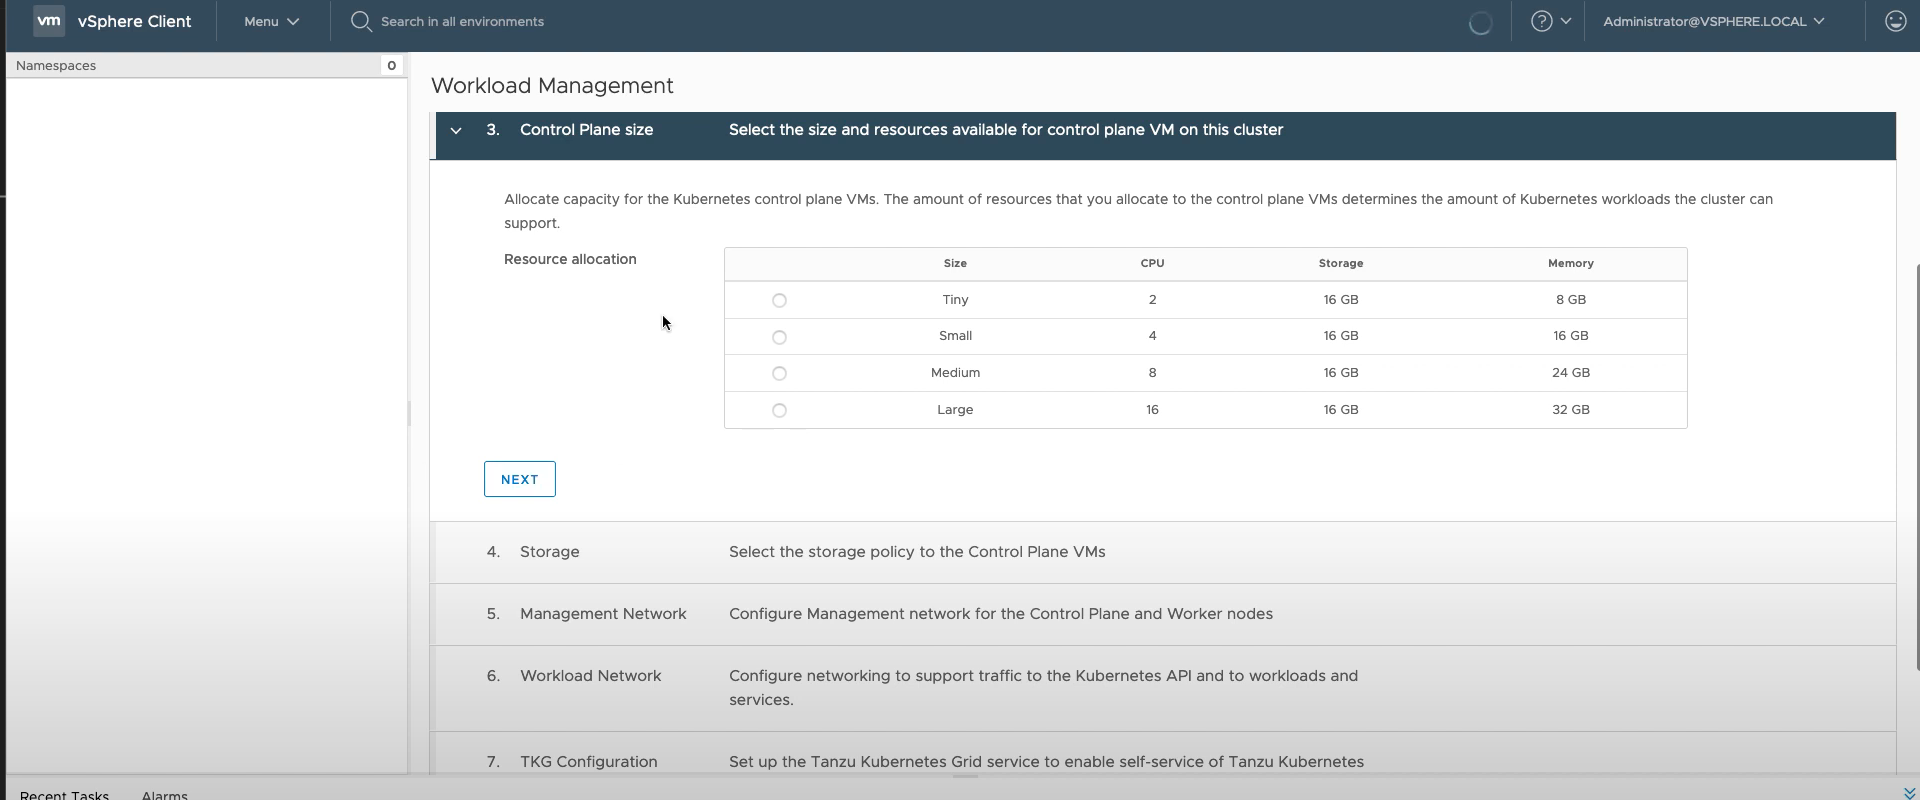 vm vSphere Client Menu Search in all environments ? Administrator@VSPHERE.LOCAL
Namespaces 0
Workload Management
3. Control Plane size Select the size and resources available for control plane VM on this cluster
Allocate capacity for the Kubernetes control plane VMs. The amount of resources that you allocate to the control plane VMs determines the amount of Kubernetes workloads the cluster can
support.
Resource allocation
Size CPU Storage Memory
Tiny 2 16 GB 8 GB
Small 4 16 GB 16 GB
Medium 8 16 GB 24 GB
Large 16 16 GB 32 GB
NEXT
4. Storage Select the storage policy to the Control Plane VMs
5. Management Network Configure Management network for the Control Plane and Worker nodes
6. Workload Network Configure networking to support traffic to the Kubernetes API and to workloads and
services.
7. TKG Configuration Set up the Tanzu Kubernetes Grid service to enable self-service of Tanzu Kubernetes
Recent Tasks Alarms